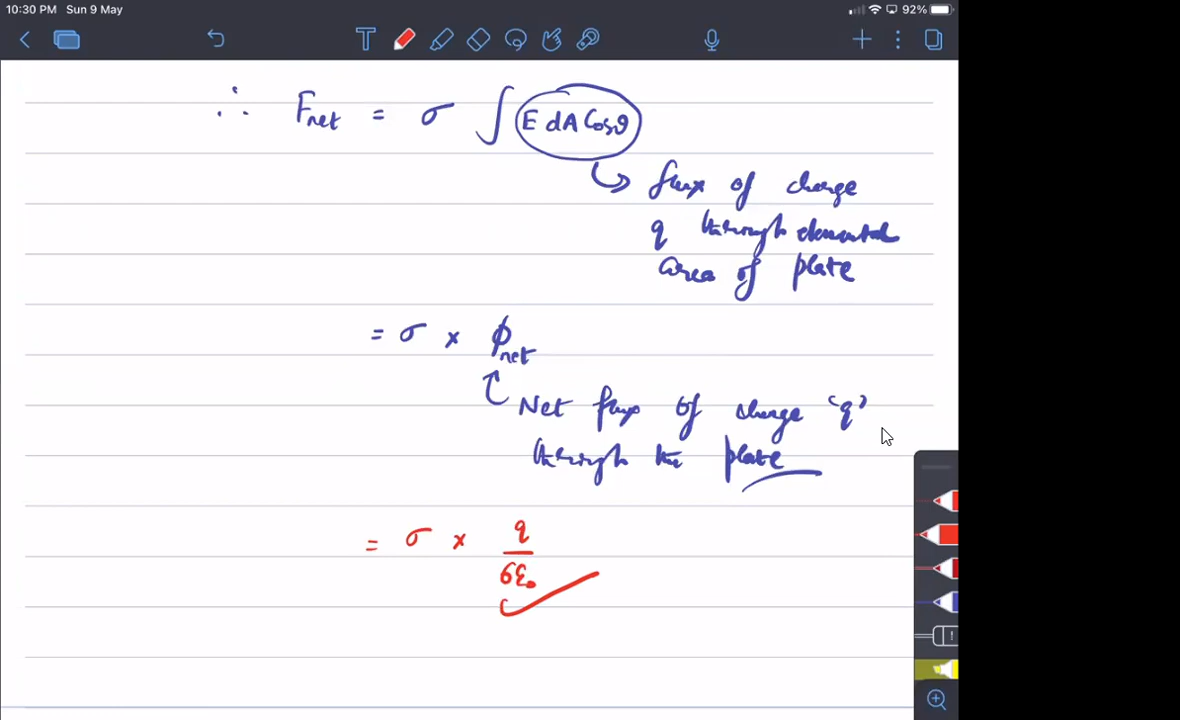 10:30 PM Sun 9 May 92%
∴ Fnet = σ ∫ E dA Cosθ
flux of charge
q through elemental
area of plate
= σ × ϕnet
Net flux of charge 'q'
through the plate
= σ × q/6ε₀